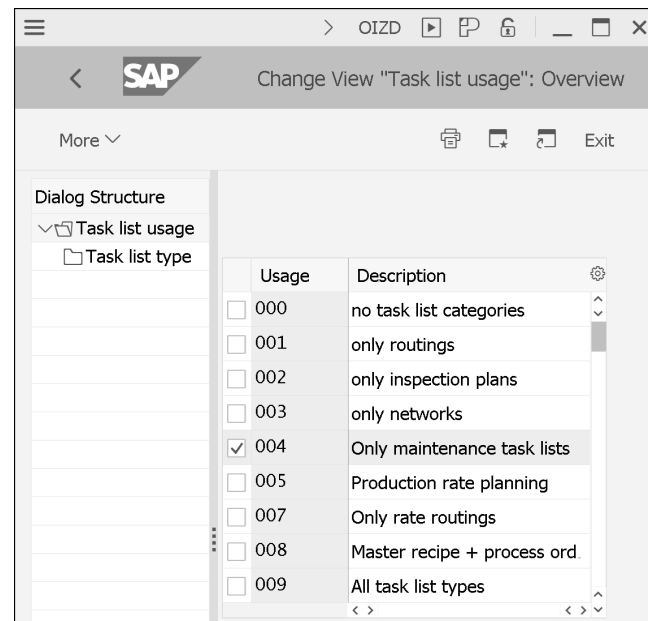 OIZD
SAP
Change View "Task list usage": Overview
More
Exit
Dialog Structure
Task list usage
Task list type
Usage Description
000 no task list categories
001 only routings
002 only inspection plans
003 only networks
004 Only maintenance task lists
005 Production rate planning
007 Only rate routings
008 Master recipe + process ord.
009 All task list types